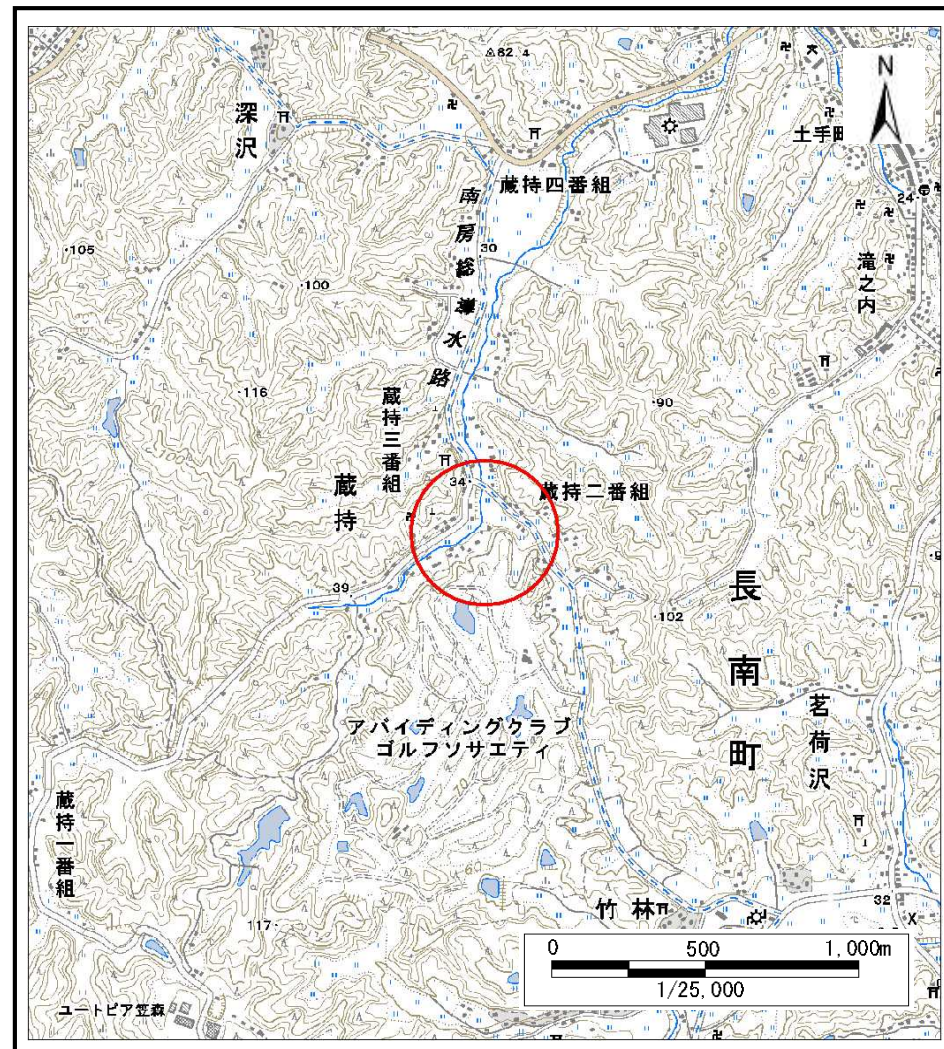 82.4
深沢
N
土手町
蔵持四番組
24
南房総導水路
30
滝之内
105
100
116
蔵持三番組
90
蔵持
34
蔵持二番組
39
102
長南町
茗荷沢
アバイディングクラブ
ゴルフソサエティ
蔵持一番組
117
竹林
32
0 500 1,000m
1/25,000
ユートピア笠森